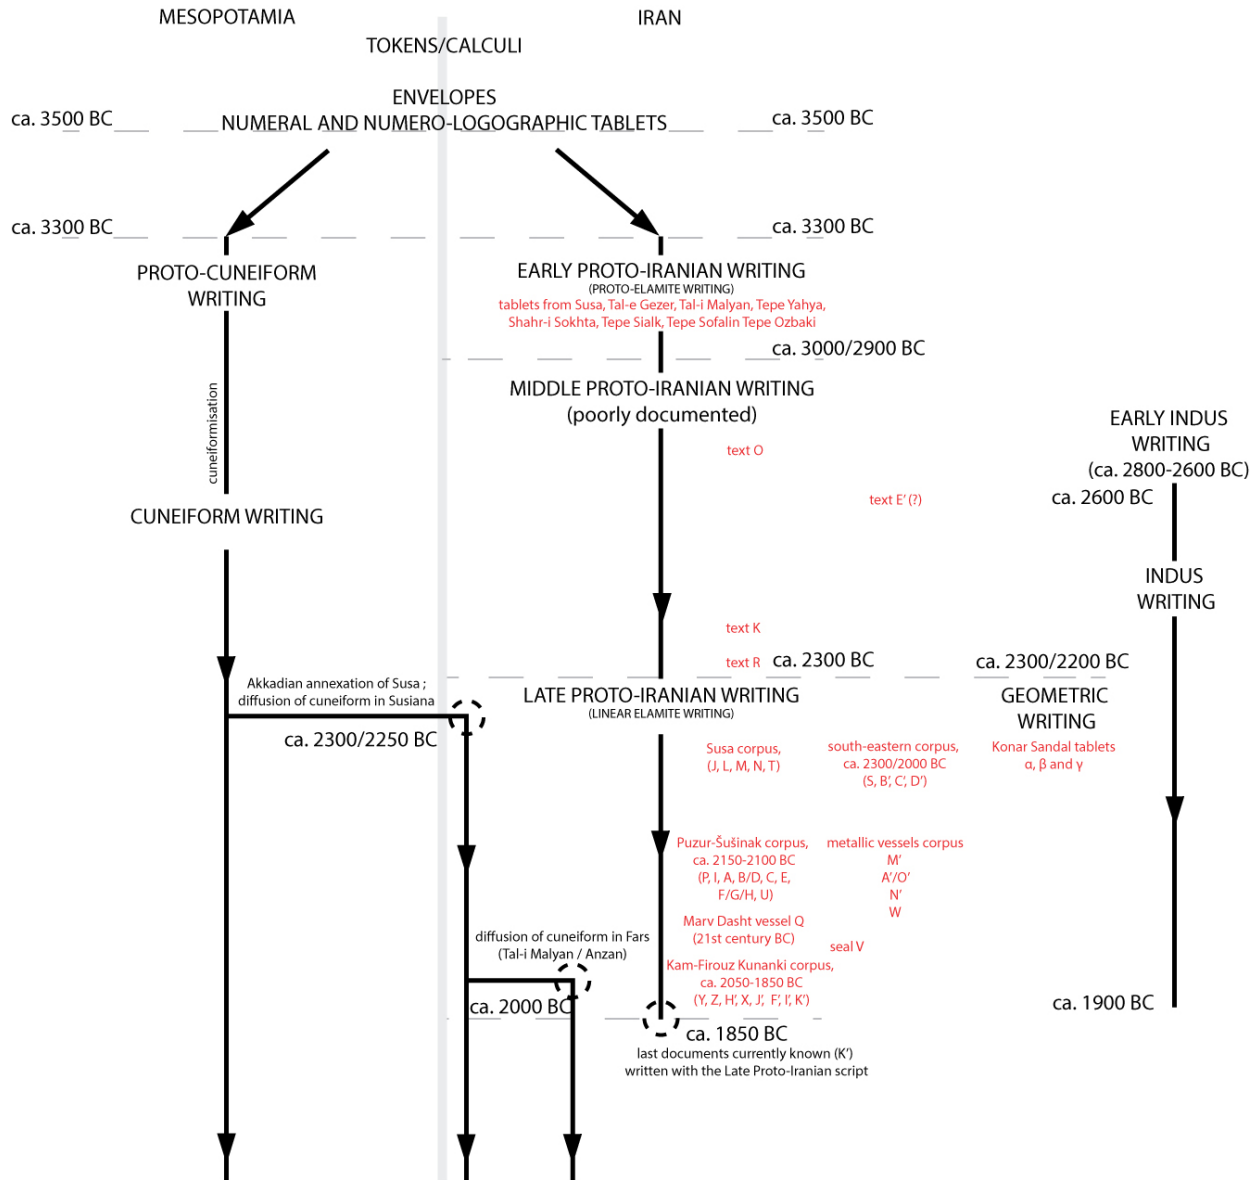 MESOPOTAMIA
IRAN
TOKENS/CALCULI
ENVELOPES
NUMERAL AND NUMERO-LOGOGRAPHIC TABLETS
ca. 3500 BC
ca. 3500 BC
ca. 3300 BC
ca. 3300 BC
PROTO-CUNEIFORM
WRITING
EARLY PROTO-IRANIAN WRITING
(PROTO-ELAMITE WRITING)
tablets from Susa, Tal-e Gezer, Tal-i Malyan, Tepe Yahya,
Shahr-i Sokhta, Tepe Sialk, Tepe Sofalin Tepe Ozbaki
ca. 3000/2900 BC
MIDDLE PROTO-IRANIAN WRITING
(poorly documented)
cuneiformisation
text O
EARLY INDUS
WRITING
(ca. 2800-2600 BC)
text E' (?)
ca. 2600 BC
CUNEIFORM WRITING
INDUS
WRITING
text K
text R
ca. 2300 BC
ca. 2300/2200 BC
Akkadian annexation of Susa ;
diffusion of cuneiform in Susiana
ca. 2300/2250 BC
LATE PROTO-IRANIAN WRITING
(LINEAR ELAMITE WRITING)
GEOMETRIC
WRITING
Susa corpus,
(J, L, M, N, T)
south-eastern corpus,
ca. 2300/2000 BC
(S, B', C', D')
Konar Sandal tablets
α, β and γ
Puzur-Šušinak corpus,
ca. 2150-2100 BC
(P, I, A, B/D, C, E,
F/G/H, U)
metallic vessels corpus
M'
A'/O'
N'
W
Marv Dasht vessel Q
(21st century BC)
seal V
diffusion of cuneiform in Fars
(Tal-i Malyan / Anzan)
ca. 2000 BC
Kam-Firouz Kunanki corpus,
ca. 2050-1850 BC
(Y, Z, H', X, J', F', I', K')
ca. 1900 BC
ca. 1850 BC
last documents currently known (K')
written with the Late Proto-Iranian script